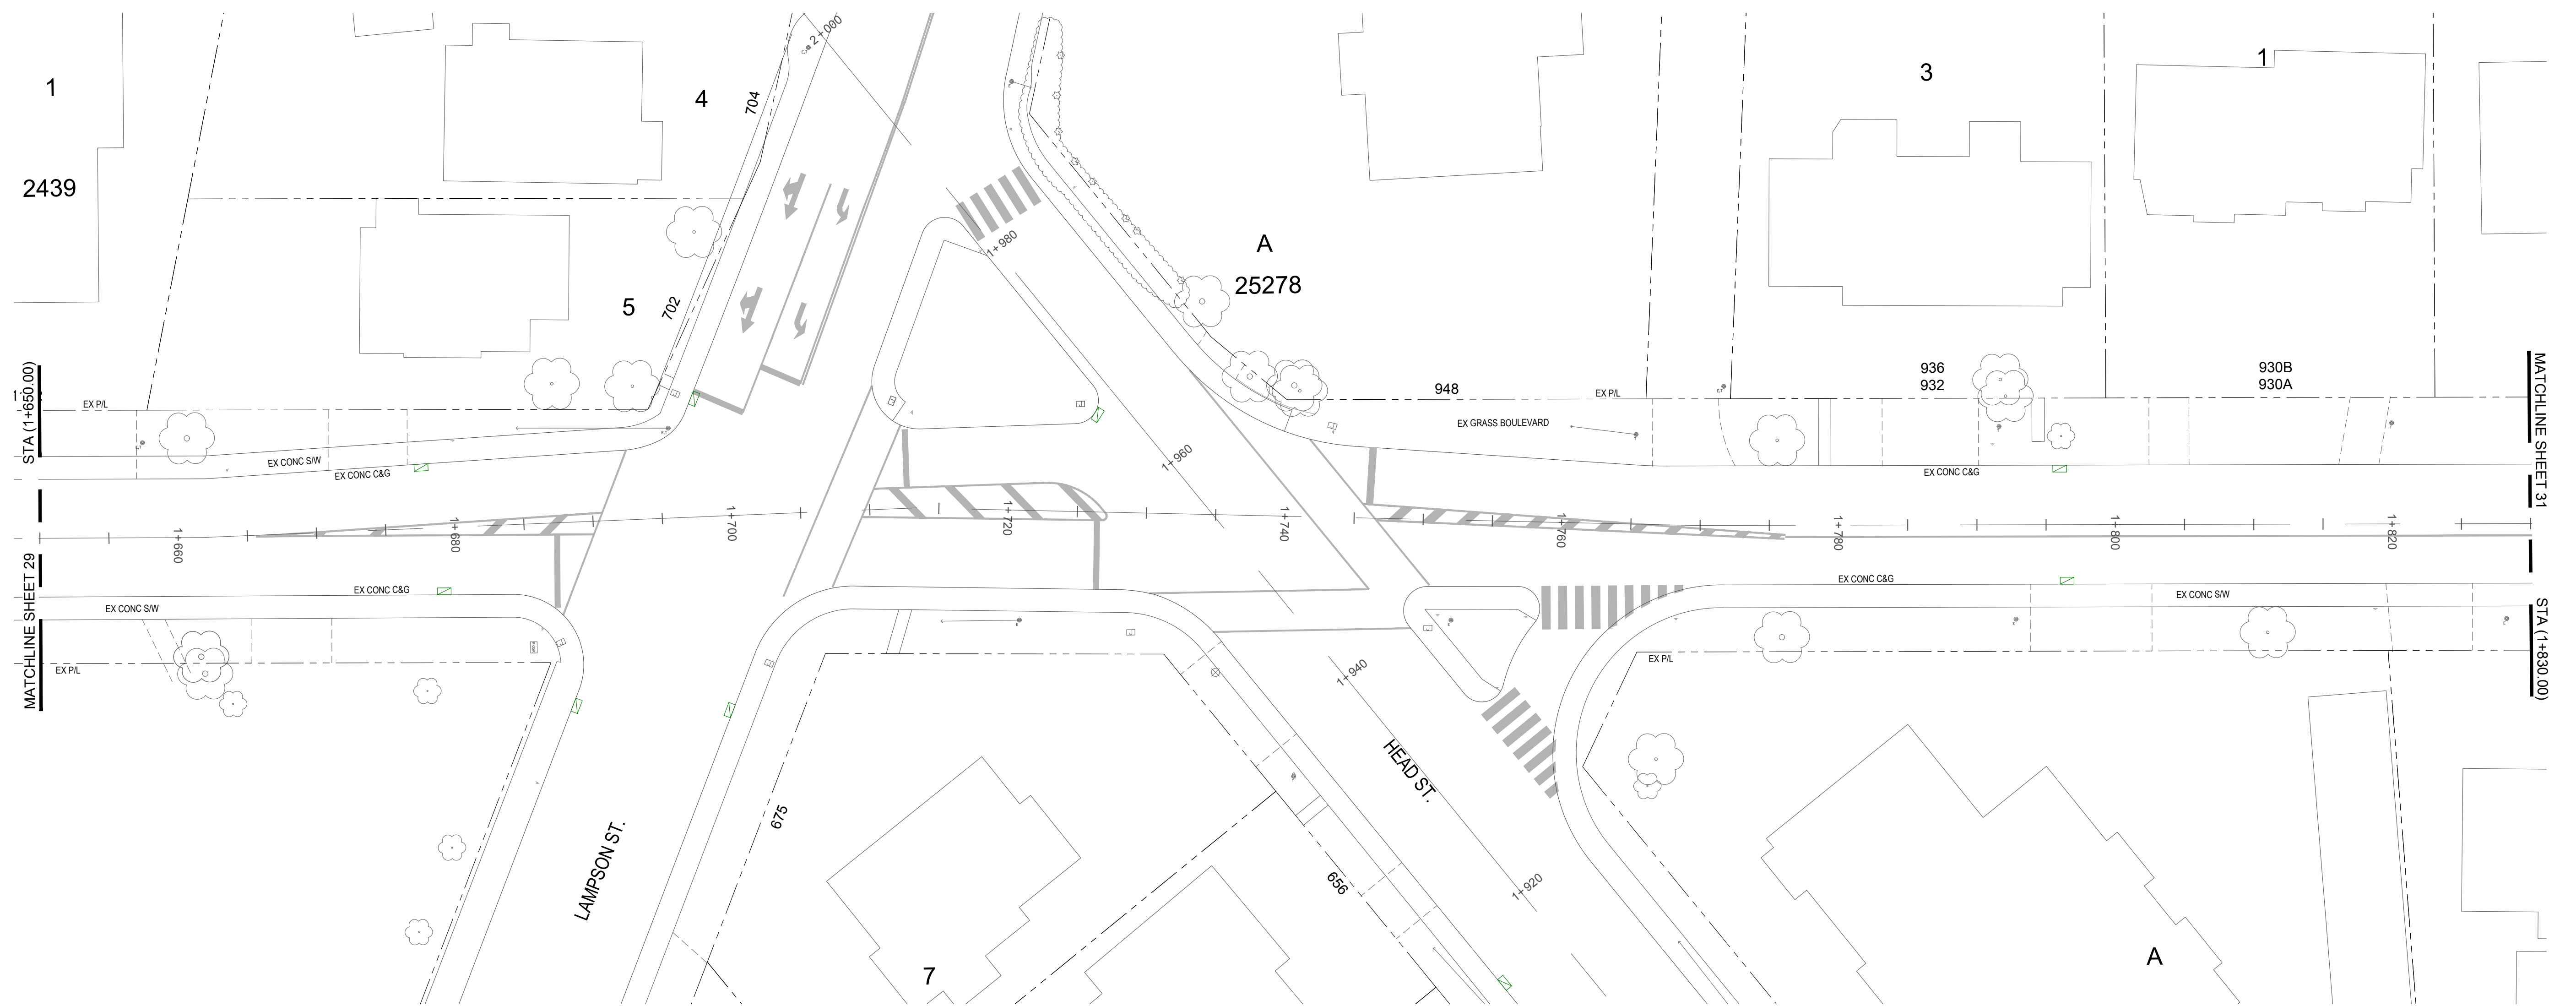 2+000
1
4
704
3
1
2439
1+980
A
25278
5
702
STA (1+650.00)
MATCHLINE SHEET 31
EX P/L
948
EX P/L
936
932
930B
930A
EX GRASS BOULEVARD
EX CONC S/W
EX CONC C&G
1+960
EX CONC C&G
1+660
1+680
1+700
1+720
1+740
1+760
1+780
1+800
1+820
MATCHLINE SHEET 29
EX CONC C&G
EX CONC S/W
EX P/L
EX CONC C&G
EX CONC S/W
STA (1+830.00)
EX P/L
1+940
HEAD ST.
LAMPSON ST.
675
656
1+920
7
A